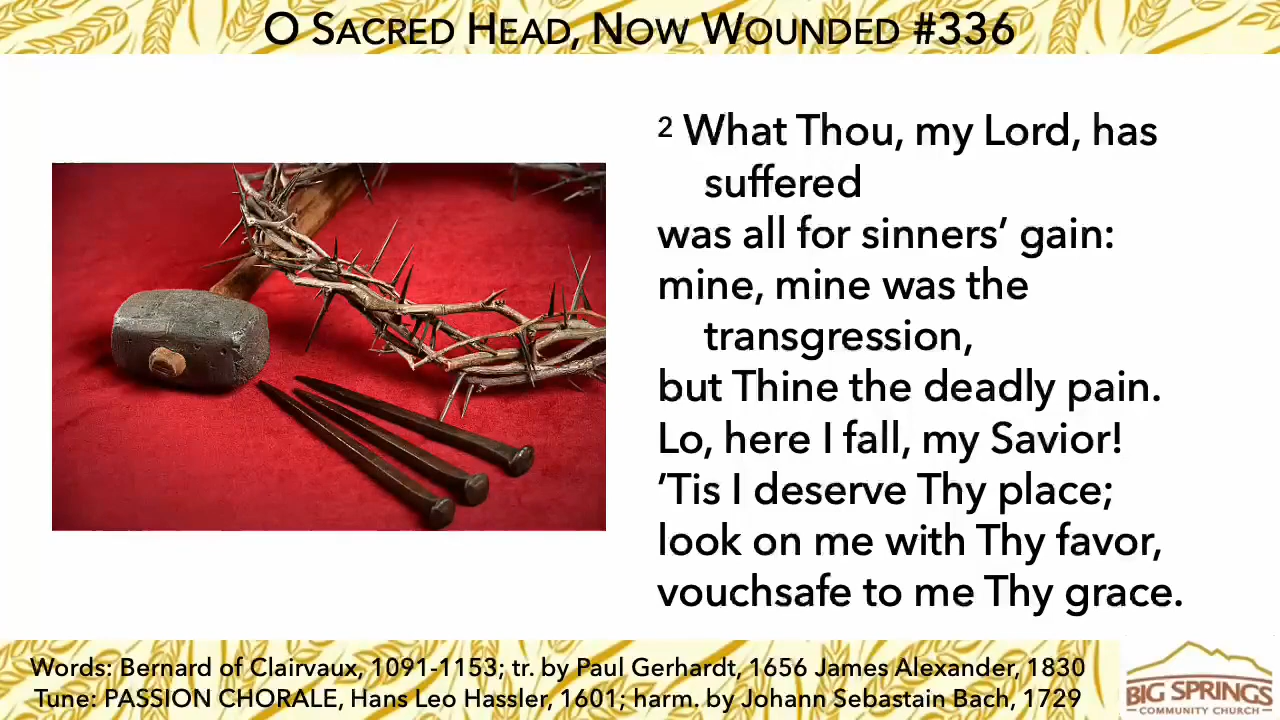 O SACRED HEAD, NOW WOUNDED #336
2 What Thou, my Lord, has
suffered
was all for sinners’ gain:
mine, mine was the
transgression,
but Thine the deadly pain.
Lo, here I fall, my Savior!
’Tis I deserve Thy place;
look on me with Thy favor,
vouchsafe to me Thy grace.
Words: Bernard of Clairvaux, 1091-1153; tr. by Paul Gerhardt, 1656 James Alexander, 1830
Tune: PASSION CHORALE, Hans Leo Hassler, 1601; harm. by Johann Sebastain Bach, 1729
BIG SPRINGS
COMMUNITY CHURCH